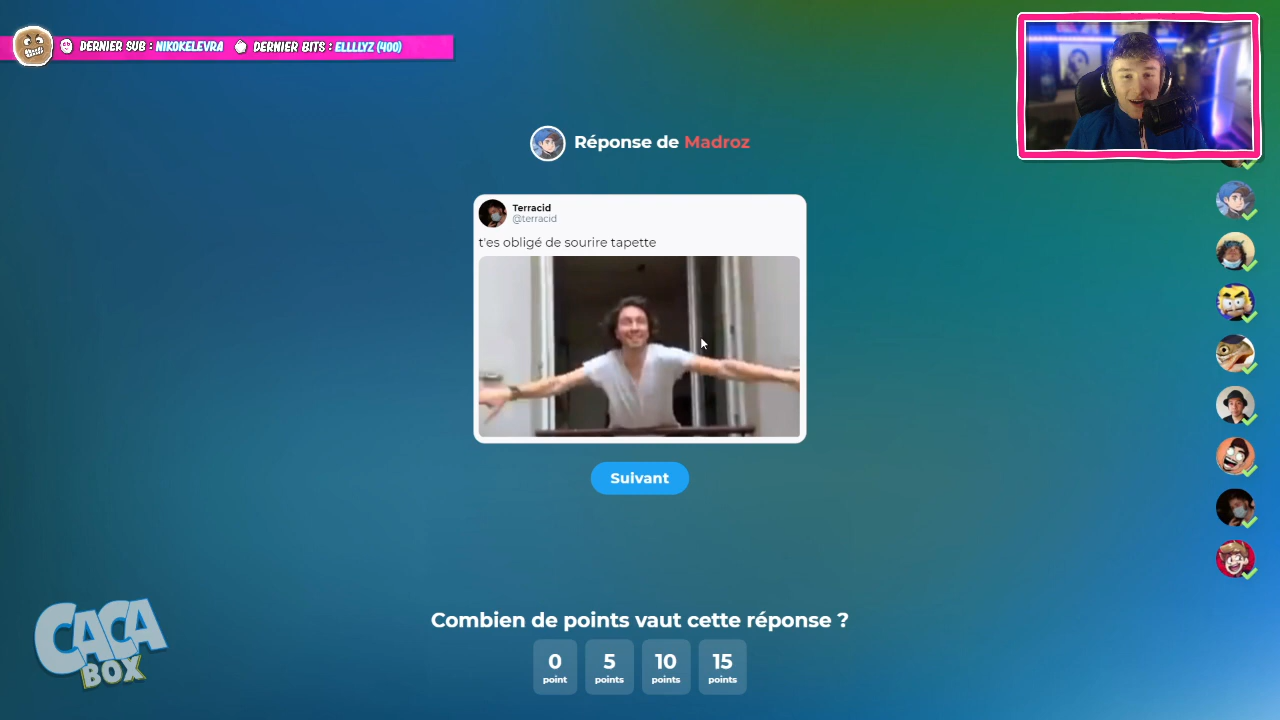 DERNIER SUB : NIKOKELEVRA DERNIER BITS : ELLLLYZ (400)
Réponse de Madroz
Terracid
@terracid
t'es obligé de sourire tapette
Suivant
CACA
BOX
Combien de points vaut cette réponse ?
0 5 10 15
point points points points